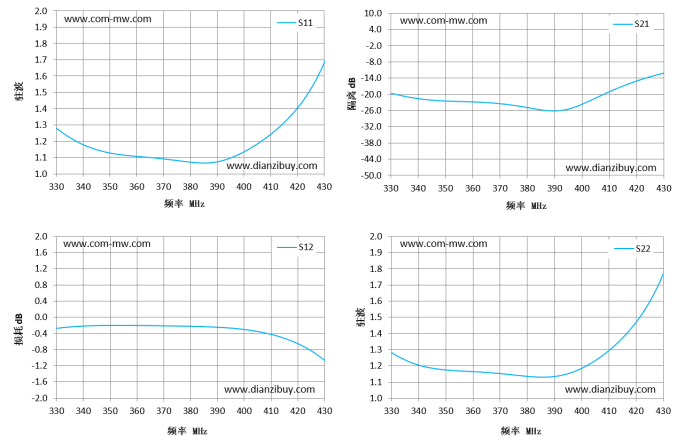 www.com-mw.com
S11
2.0
1.9
1.8
1.7
1.6
1.5
1.4
1.3
1.2
1.1
1.0
驻波
www.dianzibuy.com
330 340 350 360 370 380 390 400 410 420 430
频率 MHz
10.0
4.0
-2.0
-8.0
-14.0
-20.0
-26.0
-32.0
-38.0
-44.0
-50.0
www.com-mw.com
S21
隔离 dB
www.dianzibuy.com
330 340 350 360 370 380 390 400 410 420 430
频率 MHz
2.0
1.6
1.2
0.8
0.4
0.0
-0.4
-0.8
-1.2
-1.6
-2.0
www.com-mw.com
S12
损耗 dB
www.dianzibuy.com
330 340 350 360 370 380 390 400 410 420 430
频率 MHz
2.0
1.9
1.8
1.7
1.6
1.5
1.4
1.3
1.2
1.1
1.0
www.com-mw.com
S22
驻波
www.dianzibuy.com
330 340 350 360 370 380 390 400 410 420 430
频率 MHz